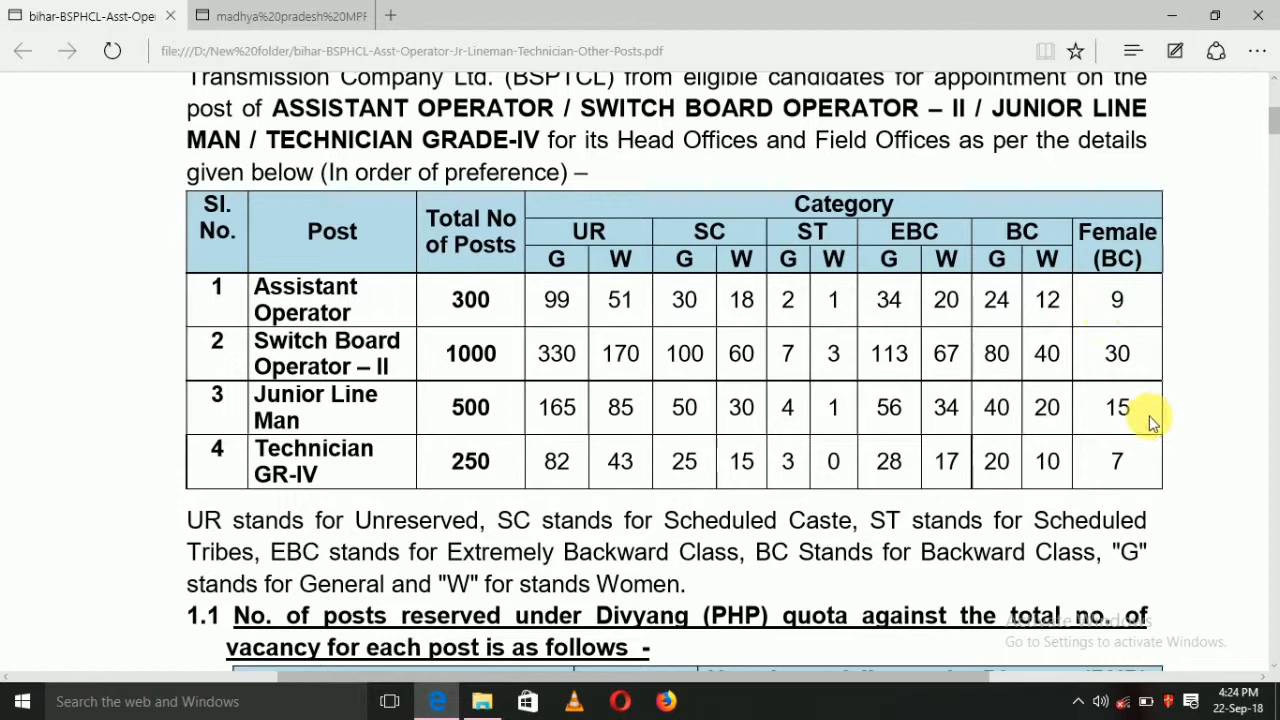 bihar-BSPHCL-Asst-Oper
madhya%20pradesh%20MPF
file:///D:/New%20folder/bihar-BSPHCL-Asst-Operator-Jr-Lineman-Technician-Other-Posts.pdf
Transmission Company Ltd. (BSPTCL) from eligible candidates for appointment on the
post of ASSISTANT OPERATOR / SWITCH BOARD OPERATOR – II / JUNIOR LINE
MAN / TECHNICIAN GRADE-IV for its Head Offices and Field Offices as per the details
given below (In order of preference) –
Sl. No. Post Total No of Posts Category
UR SC ST EBC BC Female (BC)
G W G W G W G W G W
1 Assistant Operator 300 99 51 30 18 2 1 34 20 24 12 9
2 Switch Board Operator – II 1000 330 170 100 60 7 3 113 67 80 40 30
3 Junior Line Man 500 165 85 50 30 4 1 56 34 40 20 15
4 Technician GR-IV 250 82 43 25 15 3 0 28 17 20 10 7
UR stands for Unreserved, SC stands for Scheduled Caste, ST stands for Scheduled
Tribes, EBC stands for Extremely Backward Class, BC Stands for Backward Class, "G"
stands for General and "W" for stands Women.
1.1 No. of posts reserved under Divyang (PHP) quota against the total no. of
vacancy for each post is as follows -
Activate Windows
Go to Settings to activate Windows.
Search the web and Windows
4:24 PM
22-Sep-18